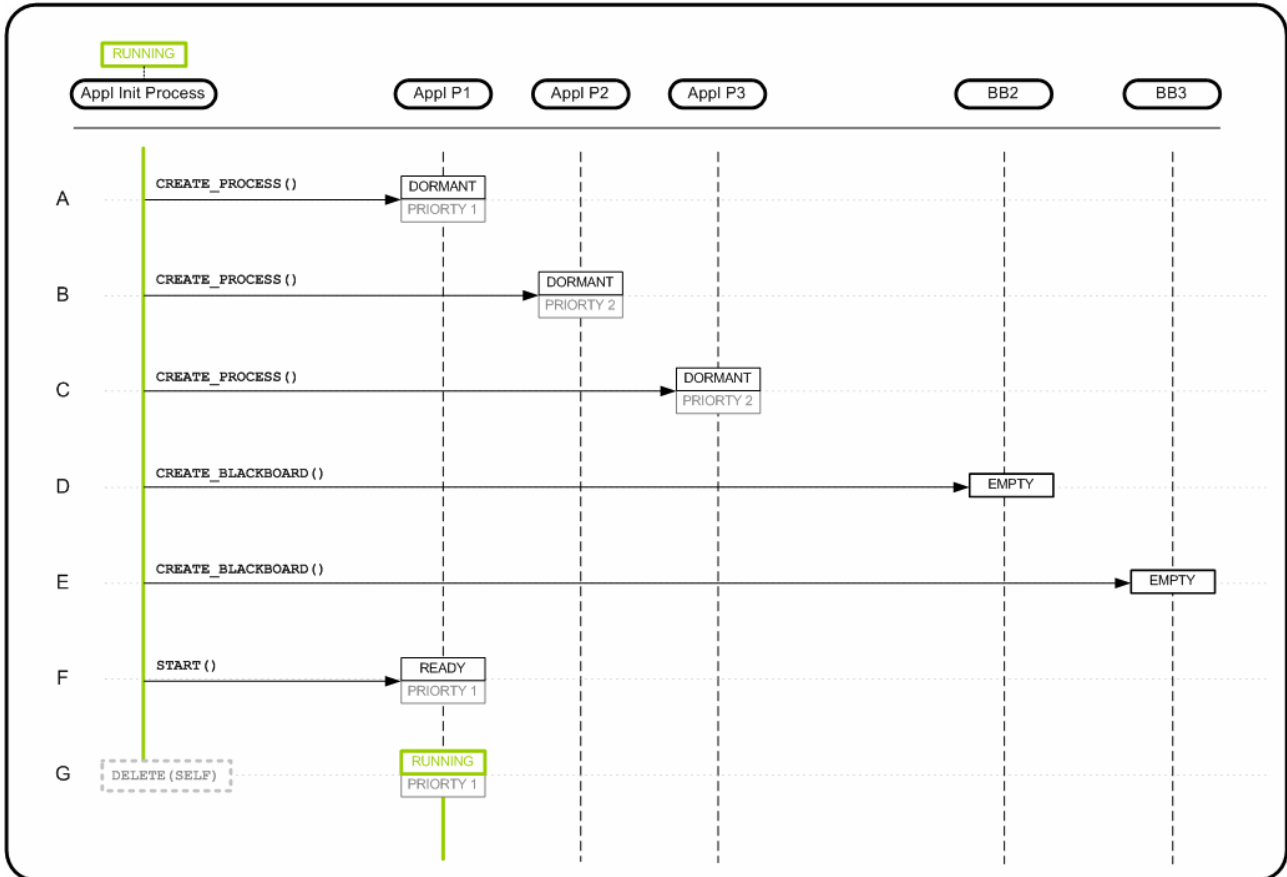 RUNNING
Appl Init Process
Appl P1
Appl P2
Appl P3
BB2
BB3
A
CREATE_PROCESS()
DORMANT
PRIORTY 1
B
CREATE_PROCESS()
DORMANT
PRIORTY 2
C
CREATE_PROCESS()
DORMANT
PRIORTY 2
D
CREATE_BLACKBOARD()
EMPTY
E
CREATE_BLACKBOARD()
EMPTY
F
START()
READY
PRIORTY 1
G
DELETE(SELF)
RUNNING
PRIORTY 1